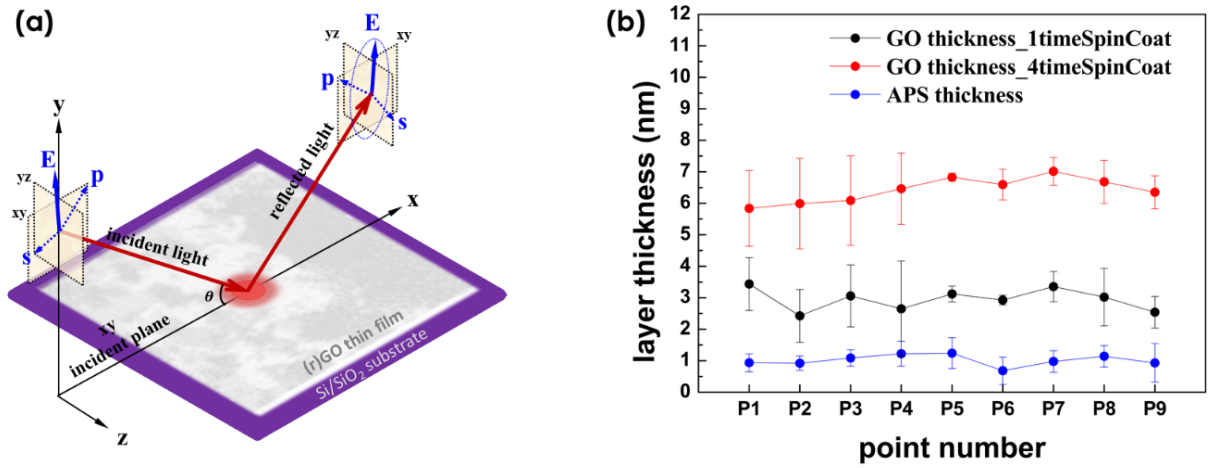 (a)
E
yz
xy
p
s
y
E
yz
p
xy
s
reflected light
x
incident light
θ
xy
incident plane
(r)GO thin film
Si/SiO₂ substrate
z
(b)
12
11
10
9
8
7
6
5
4
3
2
1
0
layer thickness (nm)
GO thickness_1timeSpinCoat
GO thickness_4timeSpinCoat
APS thickness
P1 P2 P3 P4 P5 P6 P7 P8 P9
point number